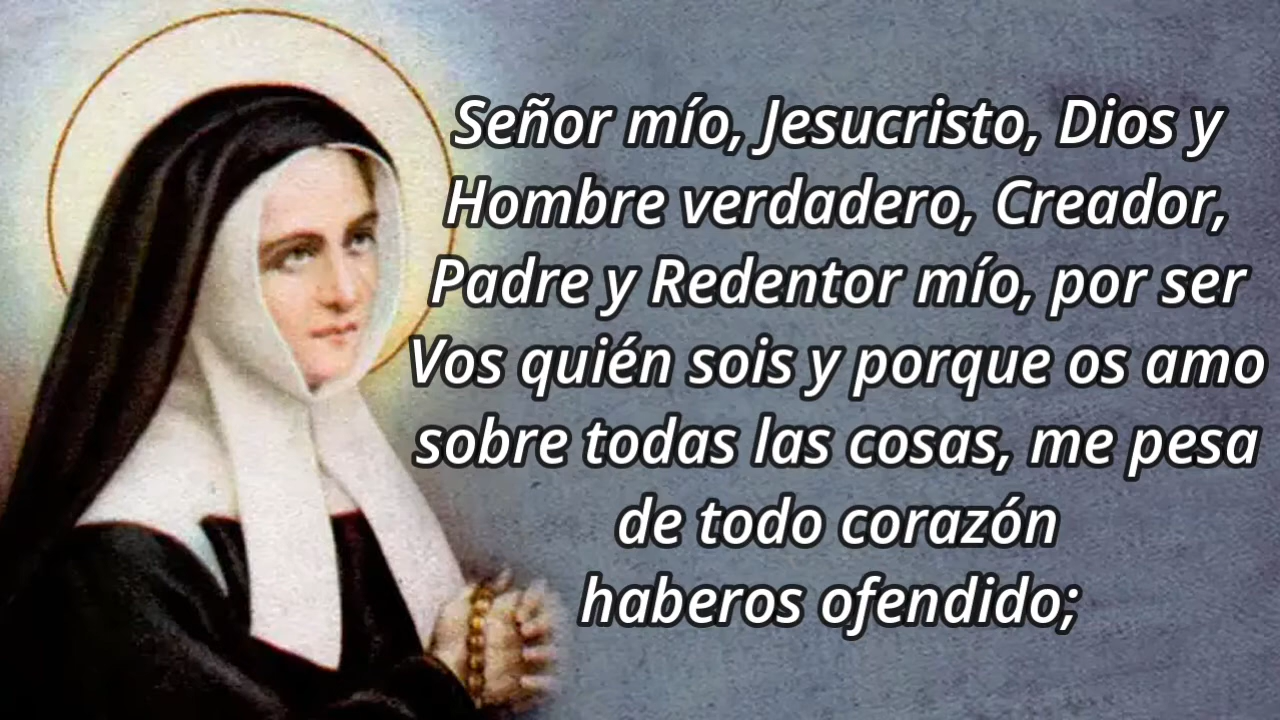 Señor mío, Jesucristo, Dios y
Hombre verdadero, Creador,
Padre y Redentor mío, por ser
Vos quién sois y porque os amo
sobre todas las cosas, me pesa
de todo corazón
haberos ofendido;